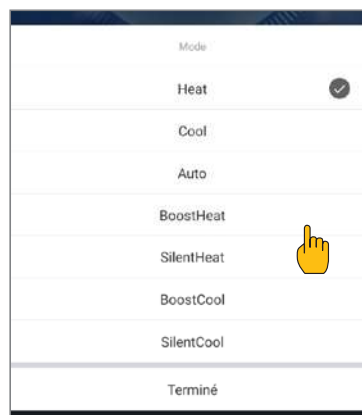 Mode
Heat
Cool
Auto
BoostHeat
SilentHeat
BoostCool
SilentCool
Terminé